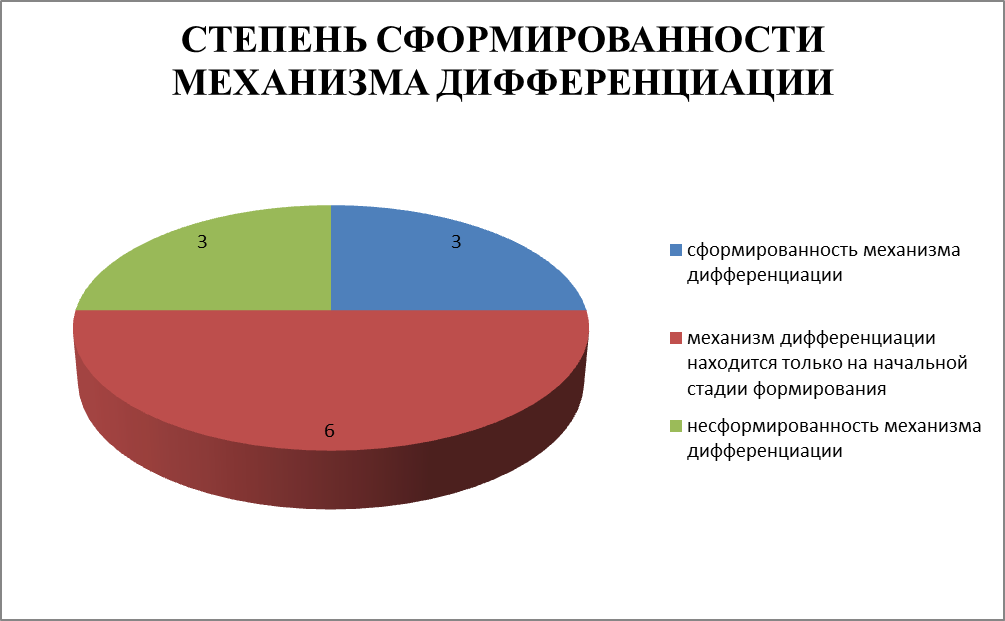 СТЕПЕНЬ СФОРМИРОВАННОСТИ
МЕХАНИЗМА ДИФФЕРЕНЦИАЦИИ
3
3
6
сформированность механизма
дифференциации
механизм дифференциации
находится только на начальной
стадии формирования
несформированность механизма
дифференциации